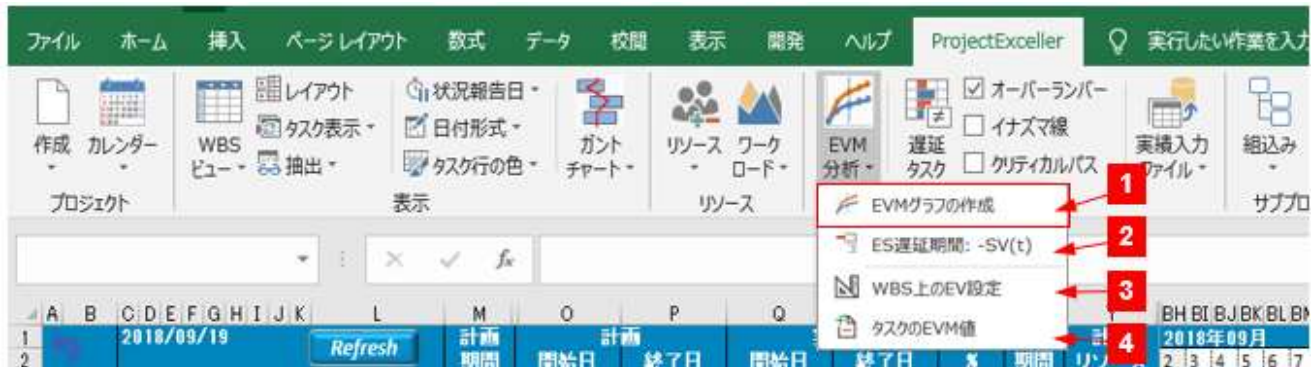 ファイル ホーム 挿入 ページ レイアウト 数式 データ 校閲 表示 開発 ヘルプ ProjectExceller 実行したい作業を入力
レイアウト 状況報告日 オーバーランバー
タスク表示 日付形式 イナズマ線
抽出 タスク行の色 クリティカルパス
作成 カレンダー WBS ガント リソース ワーク EVM 遅延 実績入力 組込み
ビュー チャート ロード 分析 タスク ファイル
プロジェクト 表示 リソース サブプロ
EVMグラフの作成 1
ES遅延期間: -SV(t) 2
WBS上のEV設定 3
タスクのEVM値 4
fx
A B C D E F G H I J K L M O P Q BH BI BJ BK BL
1 2018/09/19 Refresh 計画 計画 2018年09月
2 期間 開始日 終了日 開始日 終了日 % 期間 2 3 4 5 6 7